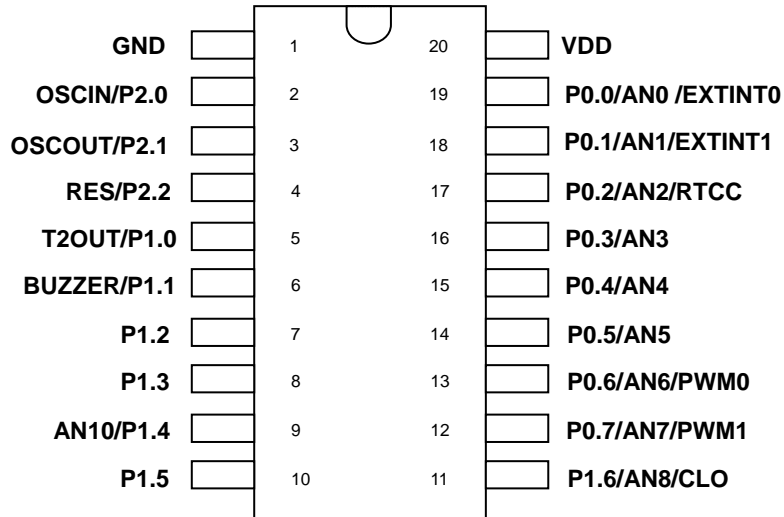 GND 1 20 VDD
OSCIN/P2.0 2 19 P0.0/AN0 /EXTINT0
OSCOUT/P2.1 3 18 P0.1/AN1/EXTINT1
RES/P2.2 4 17 P0.2/AN2/RTCC
T2OUT/P1.0 5 16 P0.3/AN3
BUZZER/P1.1 6 15 P0.4/AN4
P1.2 7 14 P0.5/AN5
P1.3 8 13 P0.6/AN6/PWM0
AN10/P1.4 9 12 P0.7/AN7/PWM1
P1.5 10 11 P1.6/AN8/CLO